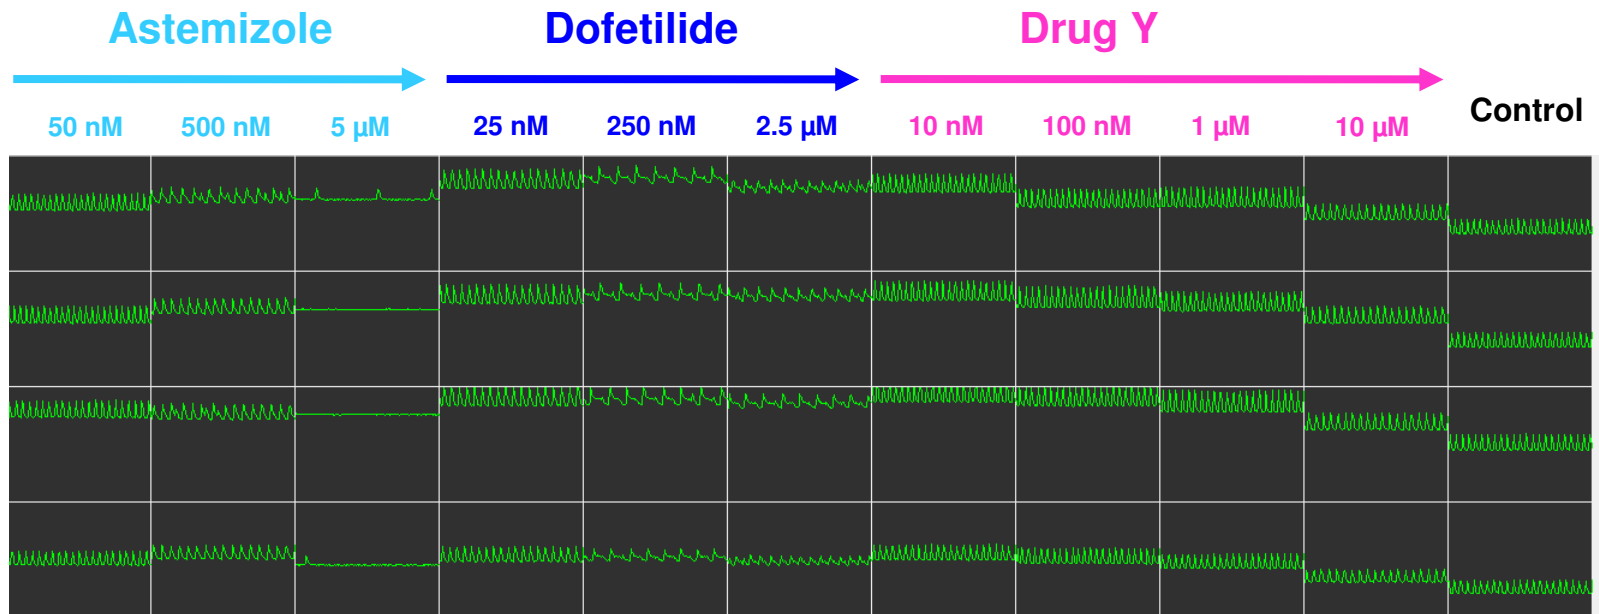 Astemizole Dofetilide Drug Y
50 nM 500 nM 5 µM 25 nM 250 nM 2.5 µM 10 nM 100 nM 1 µM 10 µM Control